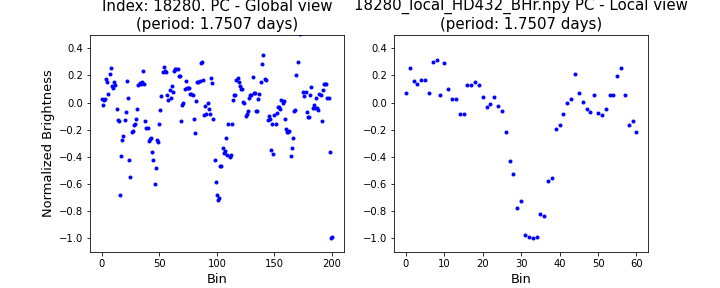 Index: 18280. PC - Global view
(period: 1.7507 days)
18280_local_HD432_BHr.npy PC - Local view
(period: 1.7507 days)
Normalized Brightness
0.4
0.2
0.0
−0.2
−0.4
−0.6
−0.8
−1.0
0 50 100 150 200
Bin
0.4
0.2
0.0
−0.2
−0.4
−0.6
−0.8
−1.0
0 10 20 30 40 50 60
Bin